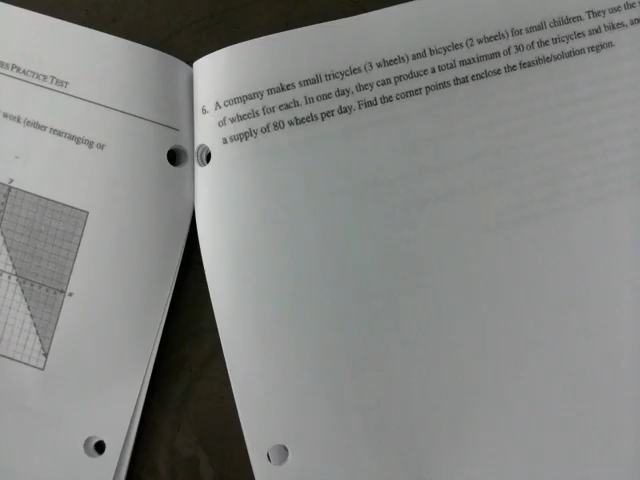 PRACTICE TEST
work (either rearranging or
y
x
6. A company makes small tricycles (3 wheels) and bicycles (2 wheels) for small children. They use the
of wheels for each. In one day, they can produce a total maximum of 30 of the tricycles and bikes,
a supply of 80 wheels per day. Find the corner points that enclose the feasible/solution region.